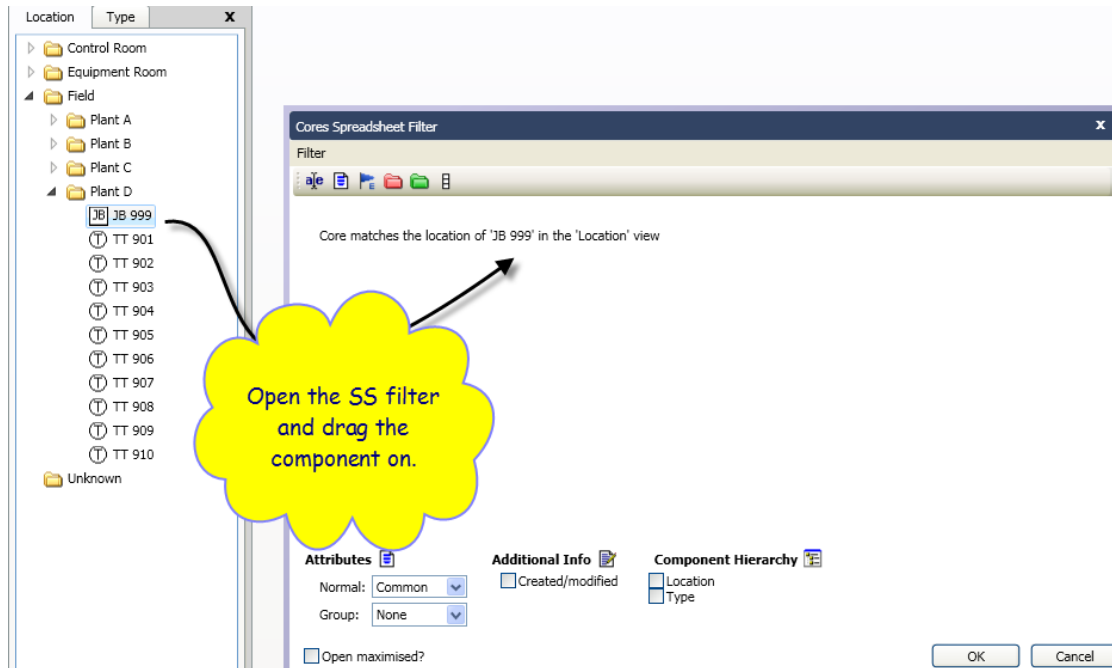 Location Type X
Control Room
Equipment Room
Field
Plant A
Plant B
Plant C
Plant D
JB JB 999
T TT 901
T TT 902
T TT 903
T TT 904
T TT 905
T TT 906
T TT 907
T TT 908
T TT 909
T TT 910
Unknown
Cores Spreadsheet Filter x
Filter
a|e E
Core matches the location of 'JB 999' in the 'Location' view
Open the SS filter
and drag the
component on.
Attributes Additional Info Component Hierarchy
Normal: Common Created/modified Location
Type
Group: None
Open maximised?
OK Cancel